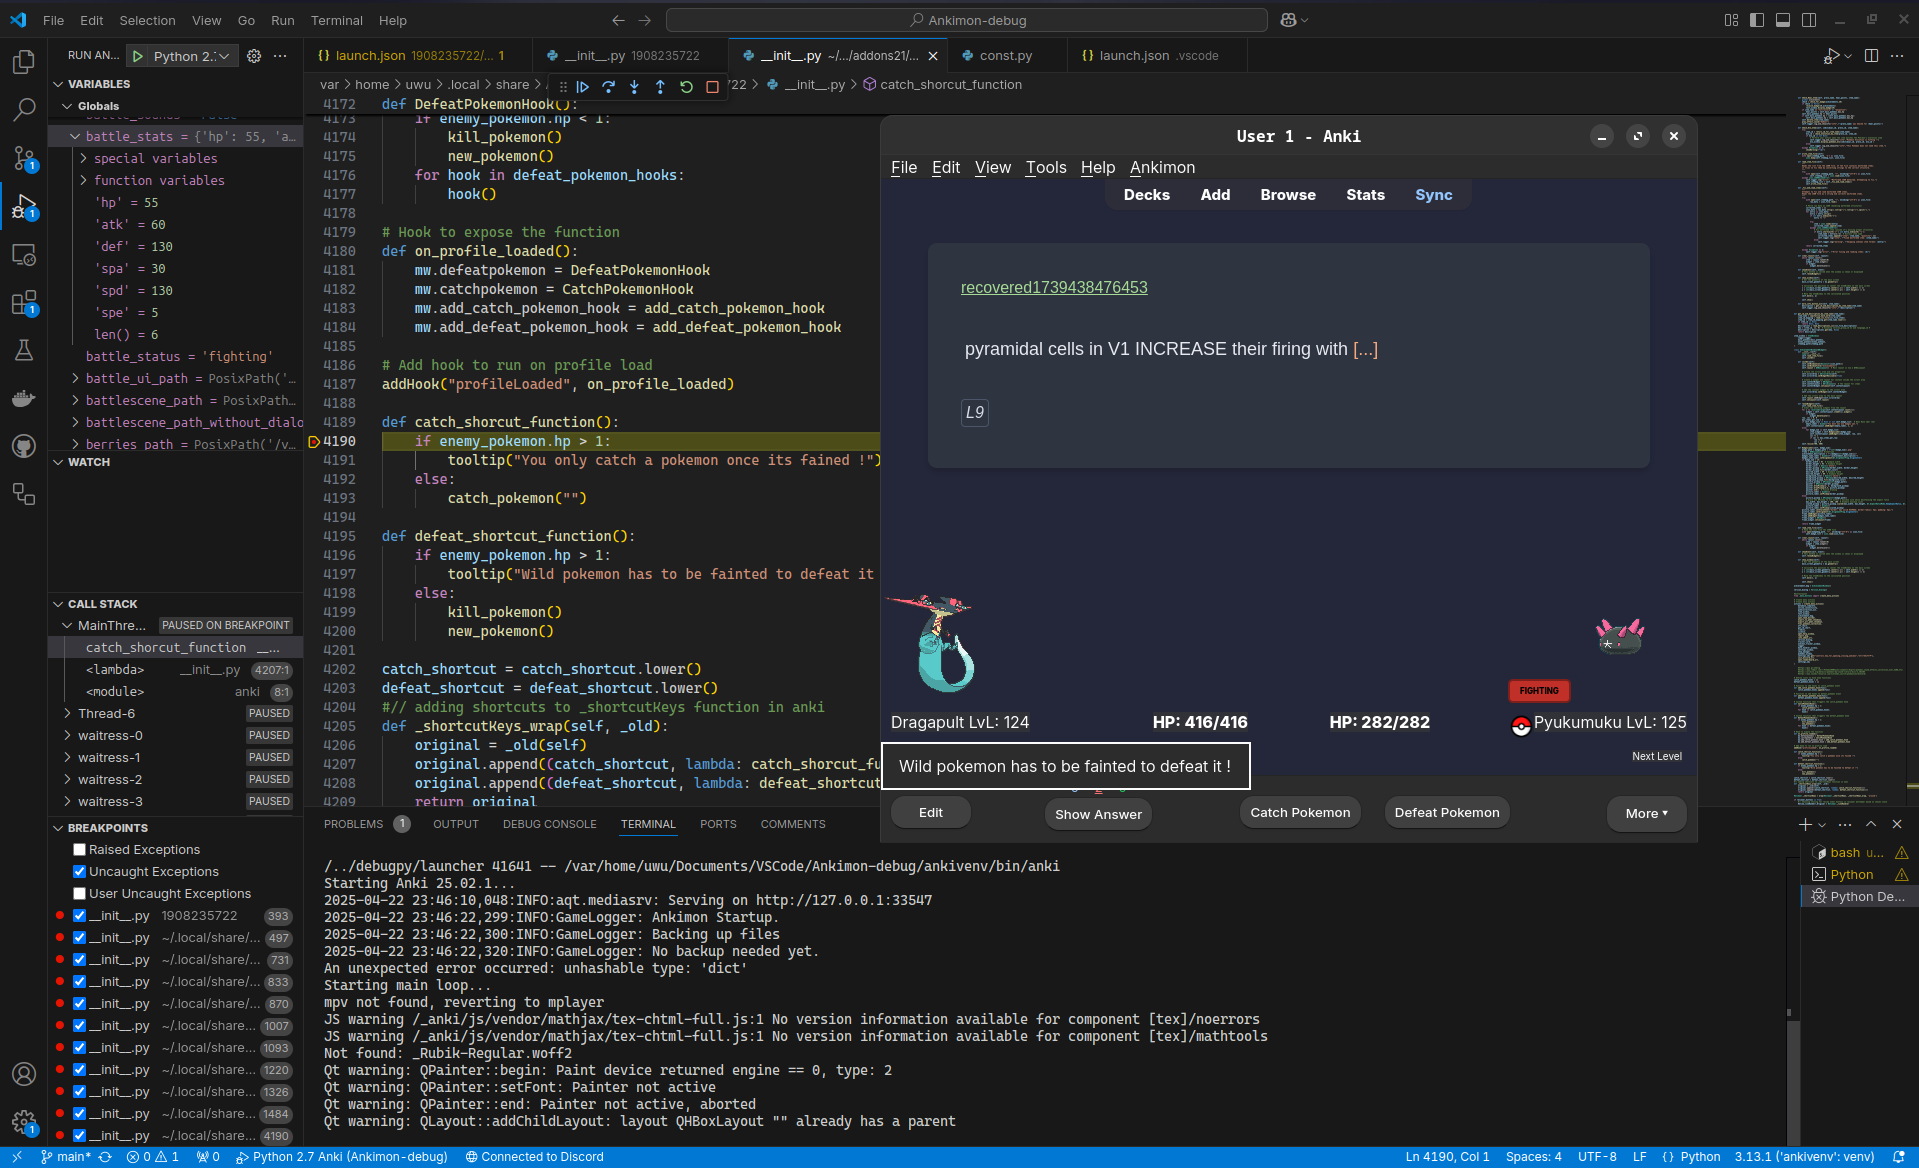 File Edit Selection View Go Run Terminal Help
Ankimon-debug
RUN AN... Python 2.
launch.json 1908235722/... 1
__init__.py 1908235722
__init__.py ~/.../addons21/...
const.py
launch.json .vscode
var > home > uwu > .local > share > 722 > __init__.py > catch_shorcut_function
VARIABLES
Globals
battle_stats = {'hp': 55, 'a…
special variables
function variables
'hp' = 55
'atk' = 60
'def' = 130
'spa' = 30
'spd' = 130
'spe' = 5
len() = 6
battle_status = 'fighting'
battle_ui_path = PosixPath('…
battlescene_path = PosixPath…
battlescene_path_without_dialo
berries_path = PosixPath('/v…
WATCH
CALL STACK
MainThre... PAUSED ON BREAKPOINT
catch_shorcut_function __...
<lambda> __init__.py 4207:1
<module> anki 8:1
Thread-6 PAUSED
waitress-0 PAUSED
waitress-1 PAUSED
waitress-2 PAUSED
waitress-3 PAUSED
BREAKPOINTS
Raised Exceptions
Uncaught Exceptions
User Uncaught Exceptions
__init__.py 1908235722 393
__init__.py ~/.local/share/... 497
__init__.py ~/.local/share... 731
__init__.py ~/.local/share... 833
__init__.py ~/.local/share... 870
__init__.py ~/.local/share... 1007
__init__.py ~/.local/share... 1093
__init__.py ~/.local/share... 1220
__init__.py ~/.local/share... 1326
__init__.py ~/.local/share... 1484
__init__.py ~/.local/share... 4190
4172 def DefeatPokemonHook():
4173 if enemy_pokemon.hp < 1:
4174 kill_pokemon()
4175 new_pokemon()
4176 for hook in defeat_pokemon_hooks:
4177 hook()
4178
4179 # Hook to expose the function
4180 def on_profile_loaded():
4181 mw.defeatpokemon = DefeatPokemonHook
4182 mw.catchpokemon = CatchPokemonHook
4183 mw.add_catch_pokemon_hook = add_catch_pokemon_hook
4184 mw.add_defeat_pokemon_hook = add_defeat_pokemon_hook
4185
4186 # Add hook to run on profile load
4187 addHook("profileLoaded", on_profile_loaded)
4188
4189 def catch_shorcut_function():
4190 if enemy_pokemon.hp > 1:
4191 tooltip("You only catch a pokemon once its fained !")
4192 else:
4193 catch_pokemon("")
4194
4195 def defeat_shortcut_function():
4196 if enemy_pokemon.hp > 1:
4197 tooltip("Wild pokemon has to be fainted to defeat it
4198 else:
4199 kill_pokemon()
4200 new_pokemon()
4201
4202 catch_shortcut = catch_shortcut.lower()
4203 defeat_shortcut = defeat_shortcut.lower()
4204 #// adding shortcuts to _shortcutKeys function in anki
4205 def _shortcutKeys_wrap(self, _old):
4206 original = _old(self)
4207 original.append((catch_shortcut, lambda: catch_shorcut_fu
4208 original.append((defeat_shortcut, lambda: defeat_shortcut
4209 return original
User 1 - Anki
File Edit View Tools Help Ankimon
Decks Add Browse Stats Sync
recovered1739438476453
pyramidal cells in V1 INCREASE their firing with [...]
L9
FIGHTING
Dragapult LvL: 124 HP: 416/416 HP: 282/282 Pyukumuku LvL: 125
Next Level
Wild pokemon has to be fainted to defeat it !
Edit Show Answer Catch Pokemon Defeat Pokemon More
PROBLEMS 1 OUTPUT DEBUG CONSOLE TERMINAL PORTS COMMENTS
/../debugpy/launcher 41641 -- /var/home/uwu/Documents/VSCode/Ankimon-debug/ankivenv/bin/anki
Starting Anki 25.02.1...
2025-04-22 23:46:10,048:INFO:aqt.mediasrv: Serving on http://127.0.0.1:33547
2025-04-22 23:46:22,299:INFO:GameLogger: Ankimon Startup.
2025-04-22 23:46:22,300:INFO:GameLogger: Backing up files
2025-04-22 23:46:22,320:INFO:GameLogger: No backup needed yet.
An unexpected error occurred: unhashable type: 'dict'
Starting main loop...
mpv not found, reverting to mplayer
JS warning /_anki/js/vendor/mathjax/tex-chtml-full.js:1 No version information available for component [tex]/noerrors
JS warning /_anki/js/vendor/mathjax/tex-chtml-full.js:1 No version information available for component [tex]/mathtools
Not found: _Rubik-Regular.woff2
Qt warning: QPainter::begin: Paint device returned engine == 0, type: 2
Qt warning: QPainter::setFont: Painter not active
Qt warning: QPainter::end: Painter not active, aborted
Qt warning: QLayout::addChildLayout: layout QHBoxLayout "" already has a parent
bash u...
Python
Python De...
main* 0 1 0 Python 2.7 Anki (Ankimon-debug) Connected to Discord
Ln 4190, Col 1 Spaces: 4 UTF-8 LF {} Python 3.13.1 ('ankivenv': venv)